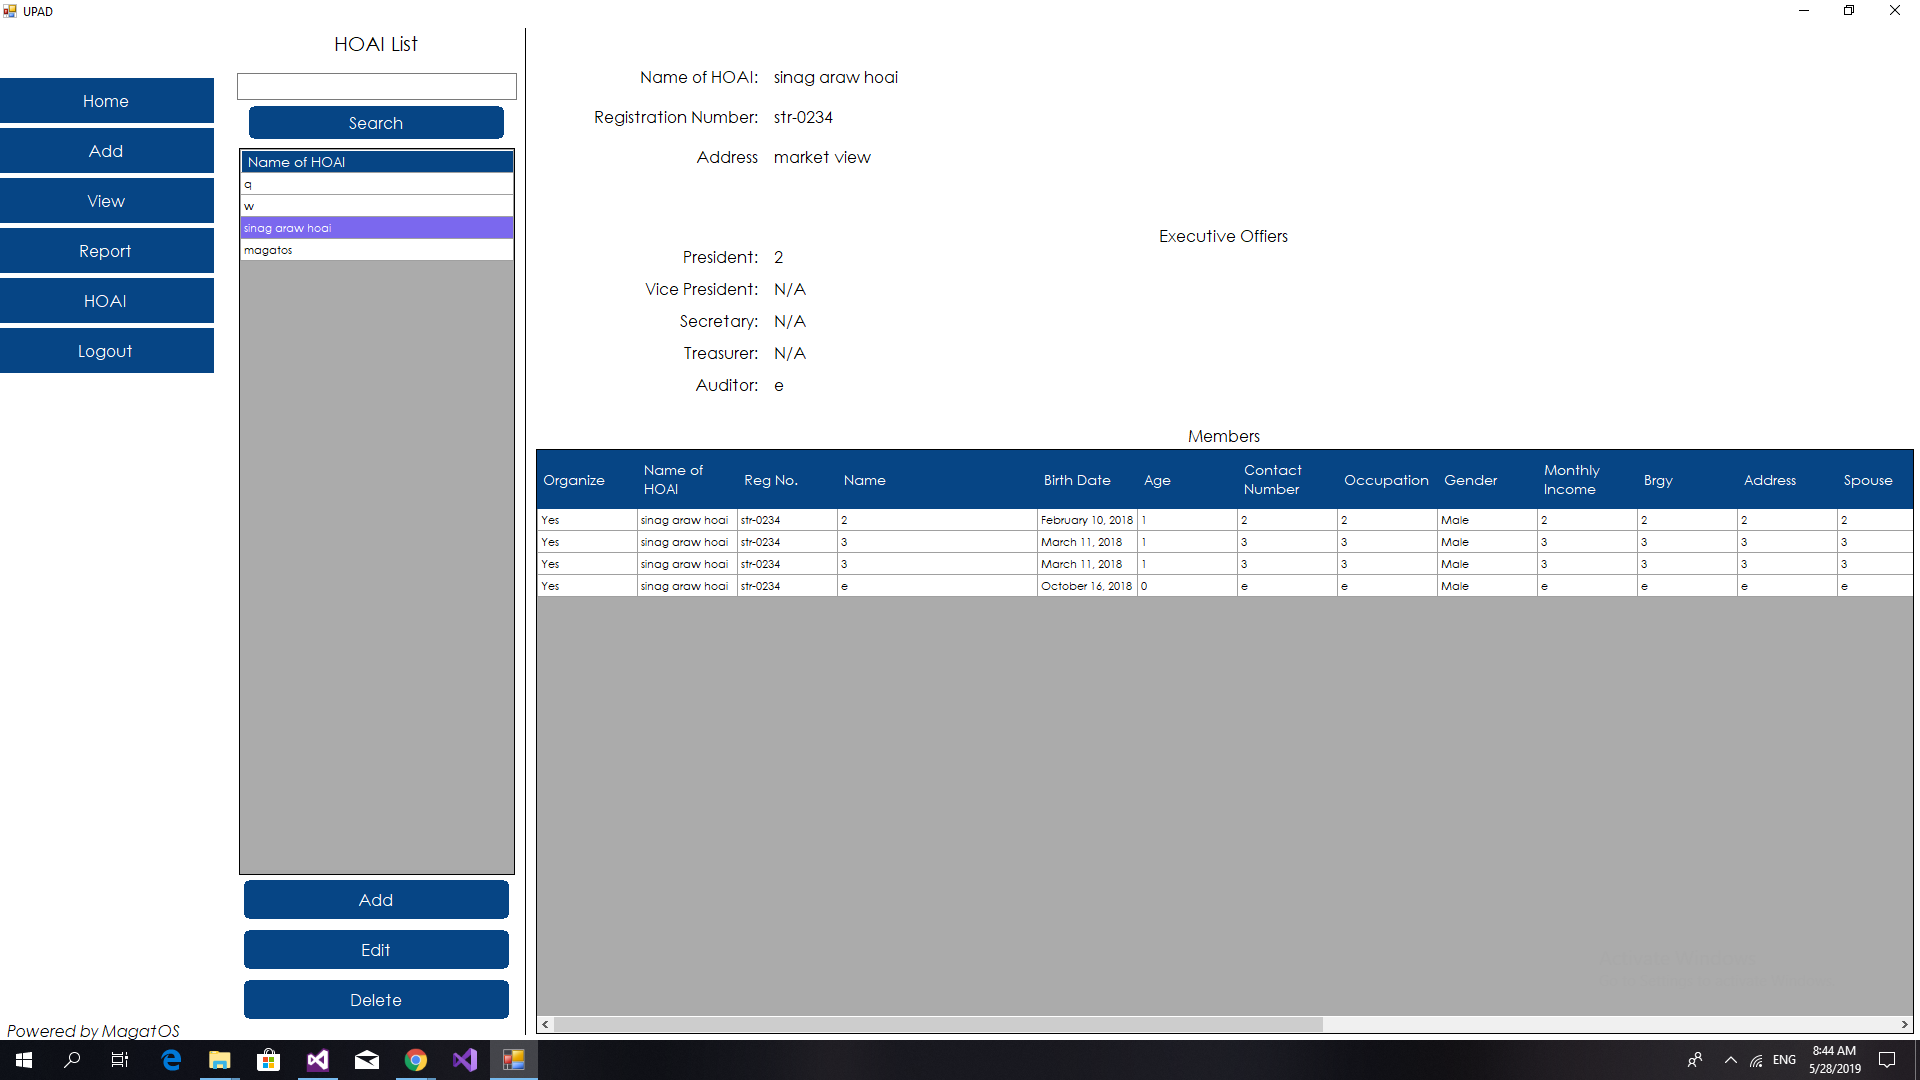 UPAD
HOAI List
Home
Add
View
Report
HOAI
Logout
Search
Name of HOAI
q
w
sinag araw hoai
magatos
Add
Edit
Delete
Powered by MagatOS
Name of HOAI: sinag araw hoai
Registration Number: str-0234
Address market view
Executive Offiers
President: 2
Vice President: N/A
Secretary: N/A
Treasurer: N/A
Auditor: e
Members
Organize Name of HOAI Reg No. Name Birth Date Age Contact Number Occupation Gender Monthly Income Brgy Address Spouse
Yes sinag araw hoai str-0234 2 February 10, 2018 1 2 2 Male 2 2 2 2
Yes sinag araw hoai str-0234 3 March 11, 2018 1 3 3 Male 3 3 3 3
Yes sinag araw hoai str-0234 3 March 11, 2018 1 3 3 Male 3 3 3 3
Yes sinag araw hoai str-0234 e October 16, 2018 0 e e Male e e e e
ENG
8:44 AM
5/28/2019